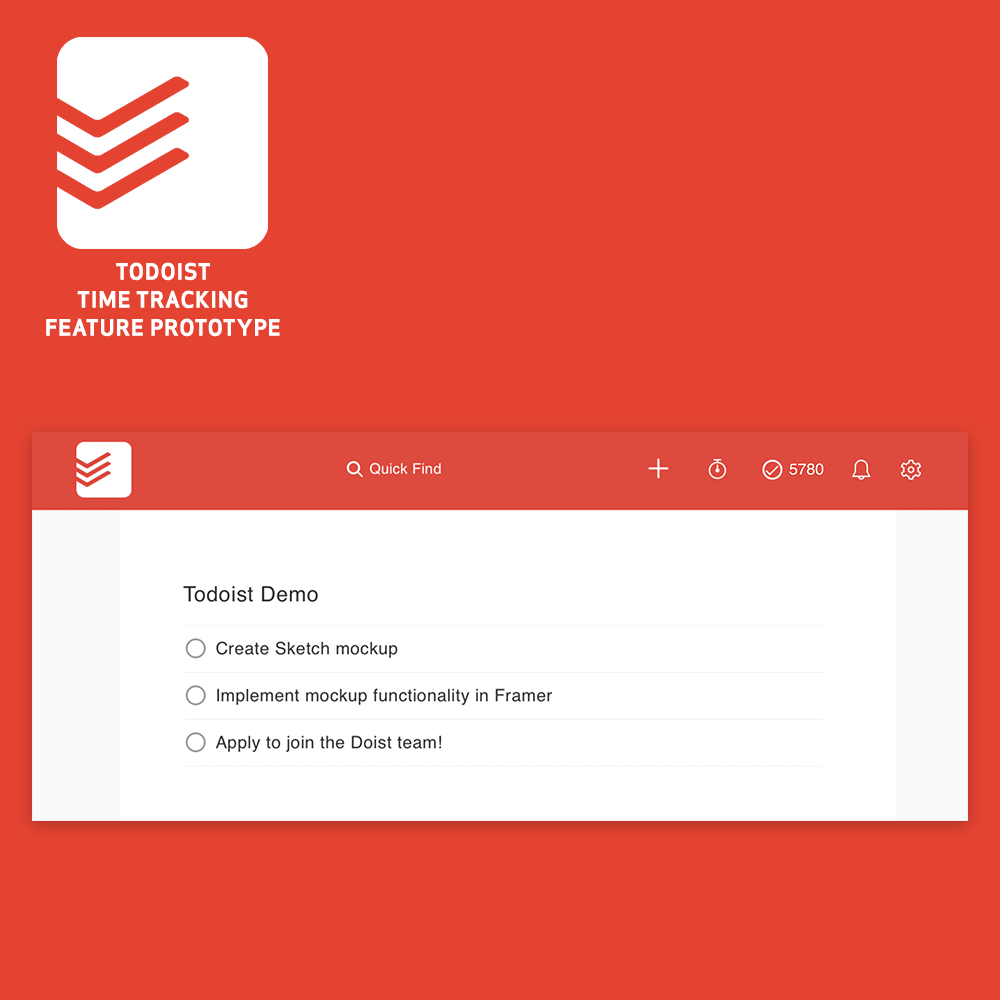 TODOIST
TIME TRACKING
FEATURE PROTOTYPE
Quick Find
5780
Todoist Demo
Create Sketch mockup
Implement mockup functionality in Framer
Apply to join the Doist team!